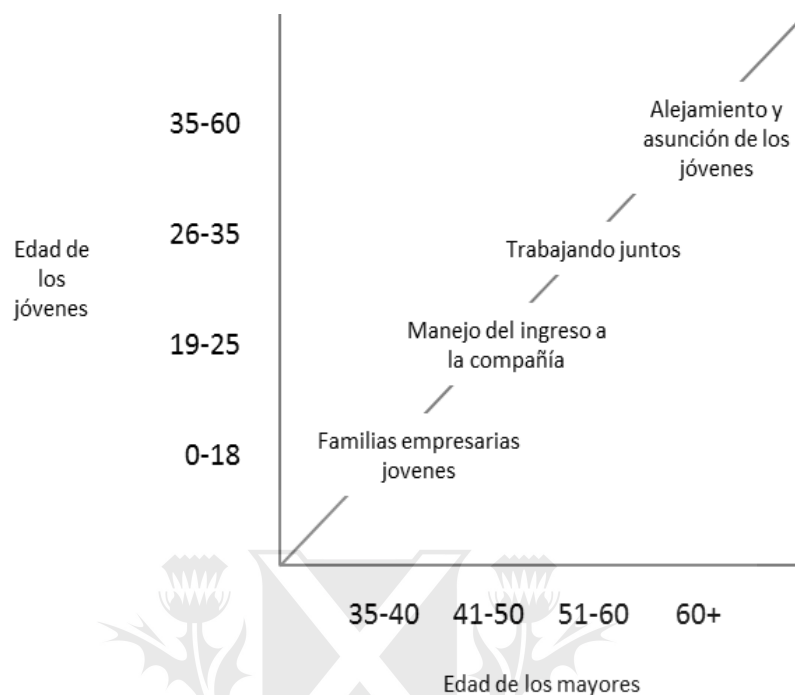 35-60
26-35
19-25
0-18
Edad de
los
jóvenes
Alejamiento y
asunción de los
jóvenes
Trabajando juntos
Manejo del ingreso a
la compañía
Familias empresarias
jovenes
35-40 41-50 51-60 60+
Edad de los mayores